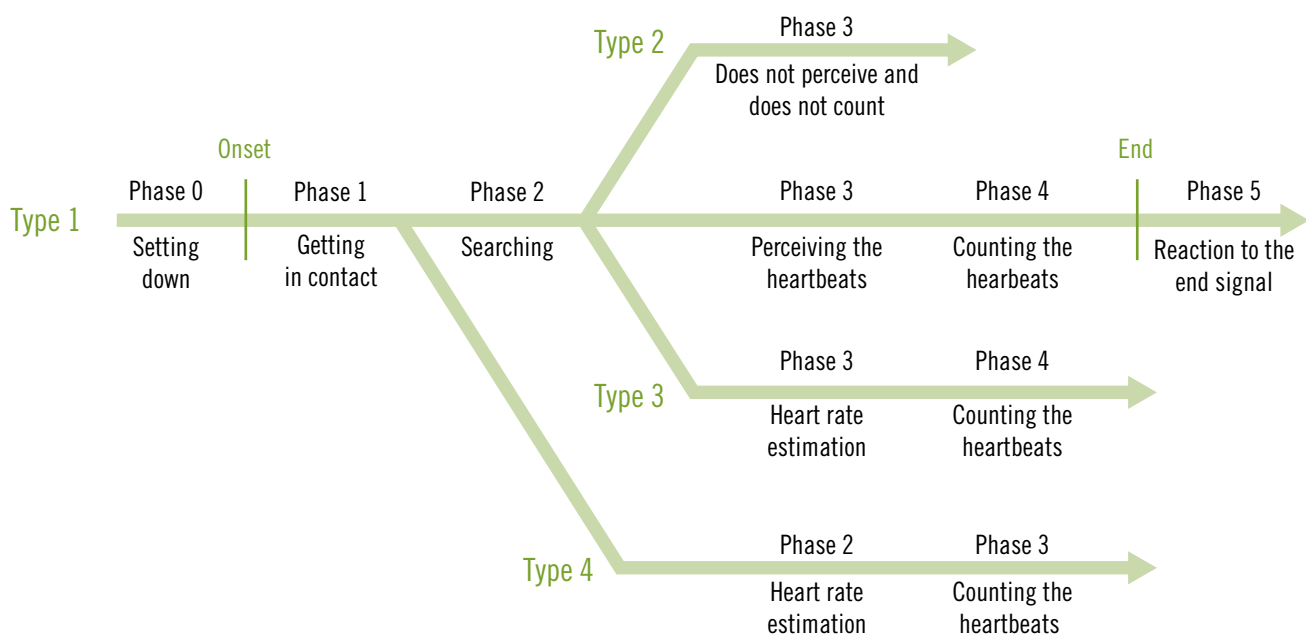 Type 2
Phase 3
Does not perceive and
does not count
Onset
End
Type 1
Phase 0
Setting
down
Phase 1
Getting
in contact
Phase 2
Searching
Phase 3
Perceiving the
heartbeats
Phase 4
Counting the
hearbeats
Phase 5
Reaction to the
end signal
Type 3
Phase 3
Heart rate
estimation
Phase 4
Counting the
heartbeats
Type 4
Phase 2
Heart rate
estimation
Phase 3
Counting the
heartbeats